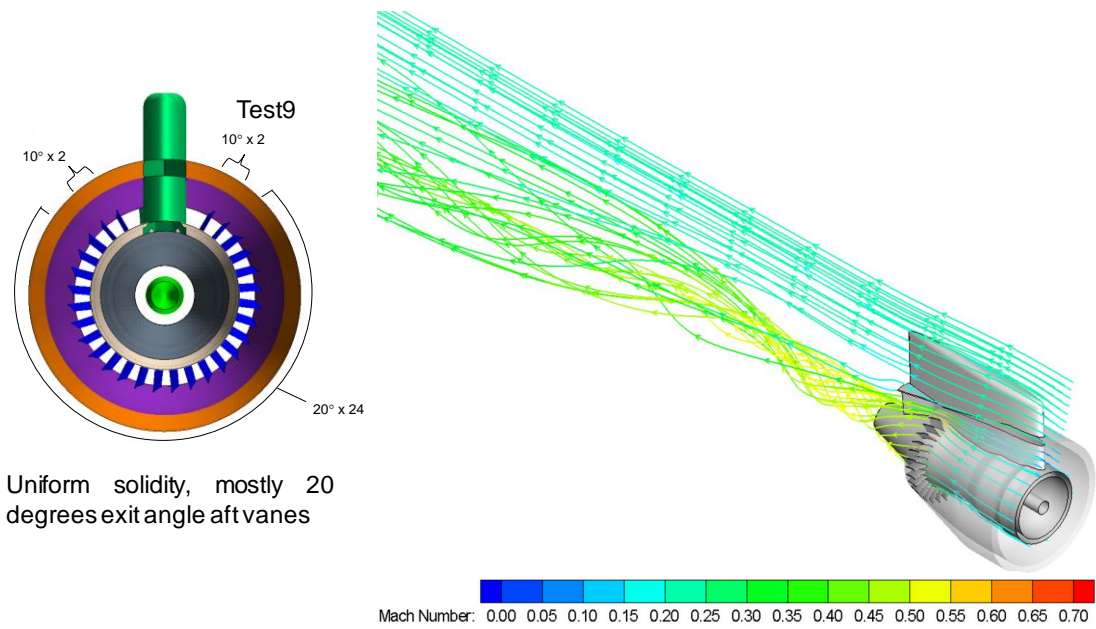 Test9
10° x 2
10° x 2
20° x 24
Uniform solidity, mostly 20
degrees exit angle aft vanes
Mach Number: 0.00 0.05 0.10 0.15 0.20 0.25 0.30 0.35 0.40 0.45 0.50 0.55 0.60 0.65 0.70